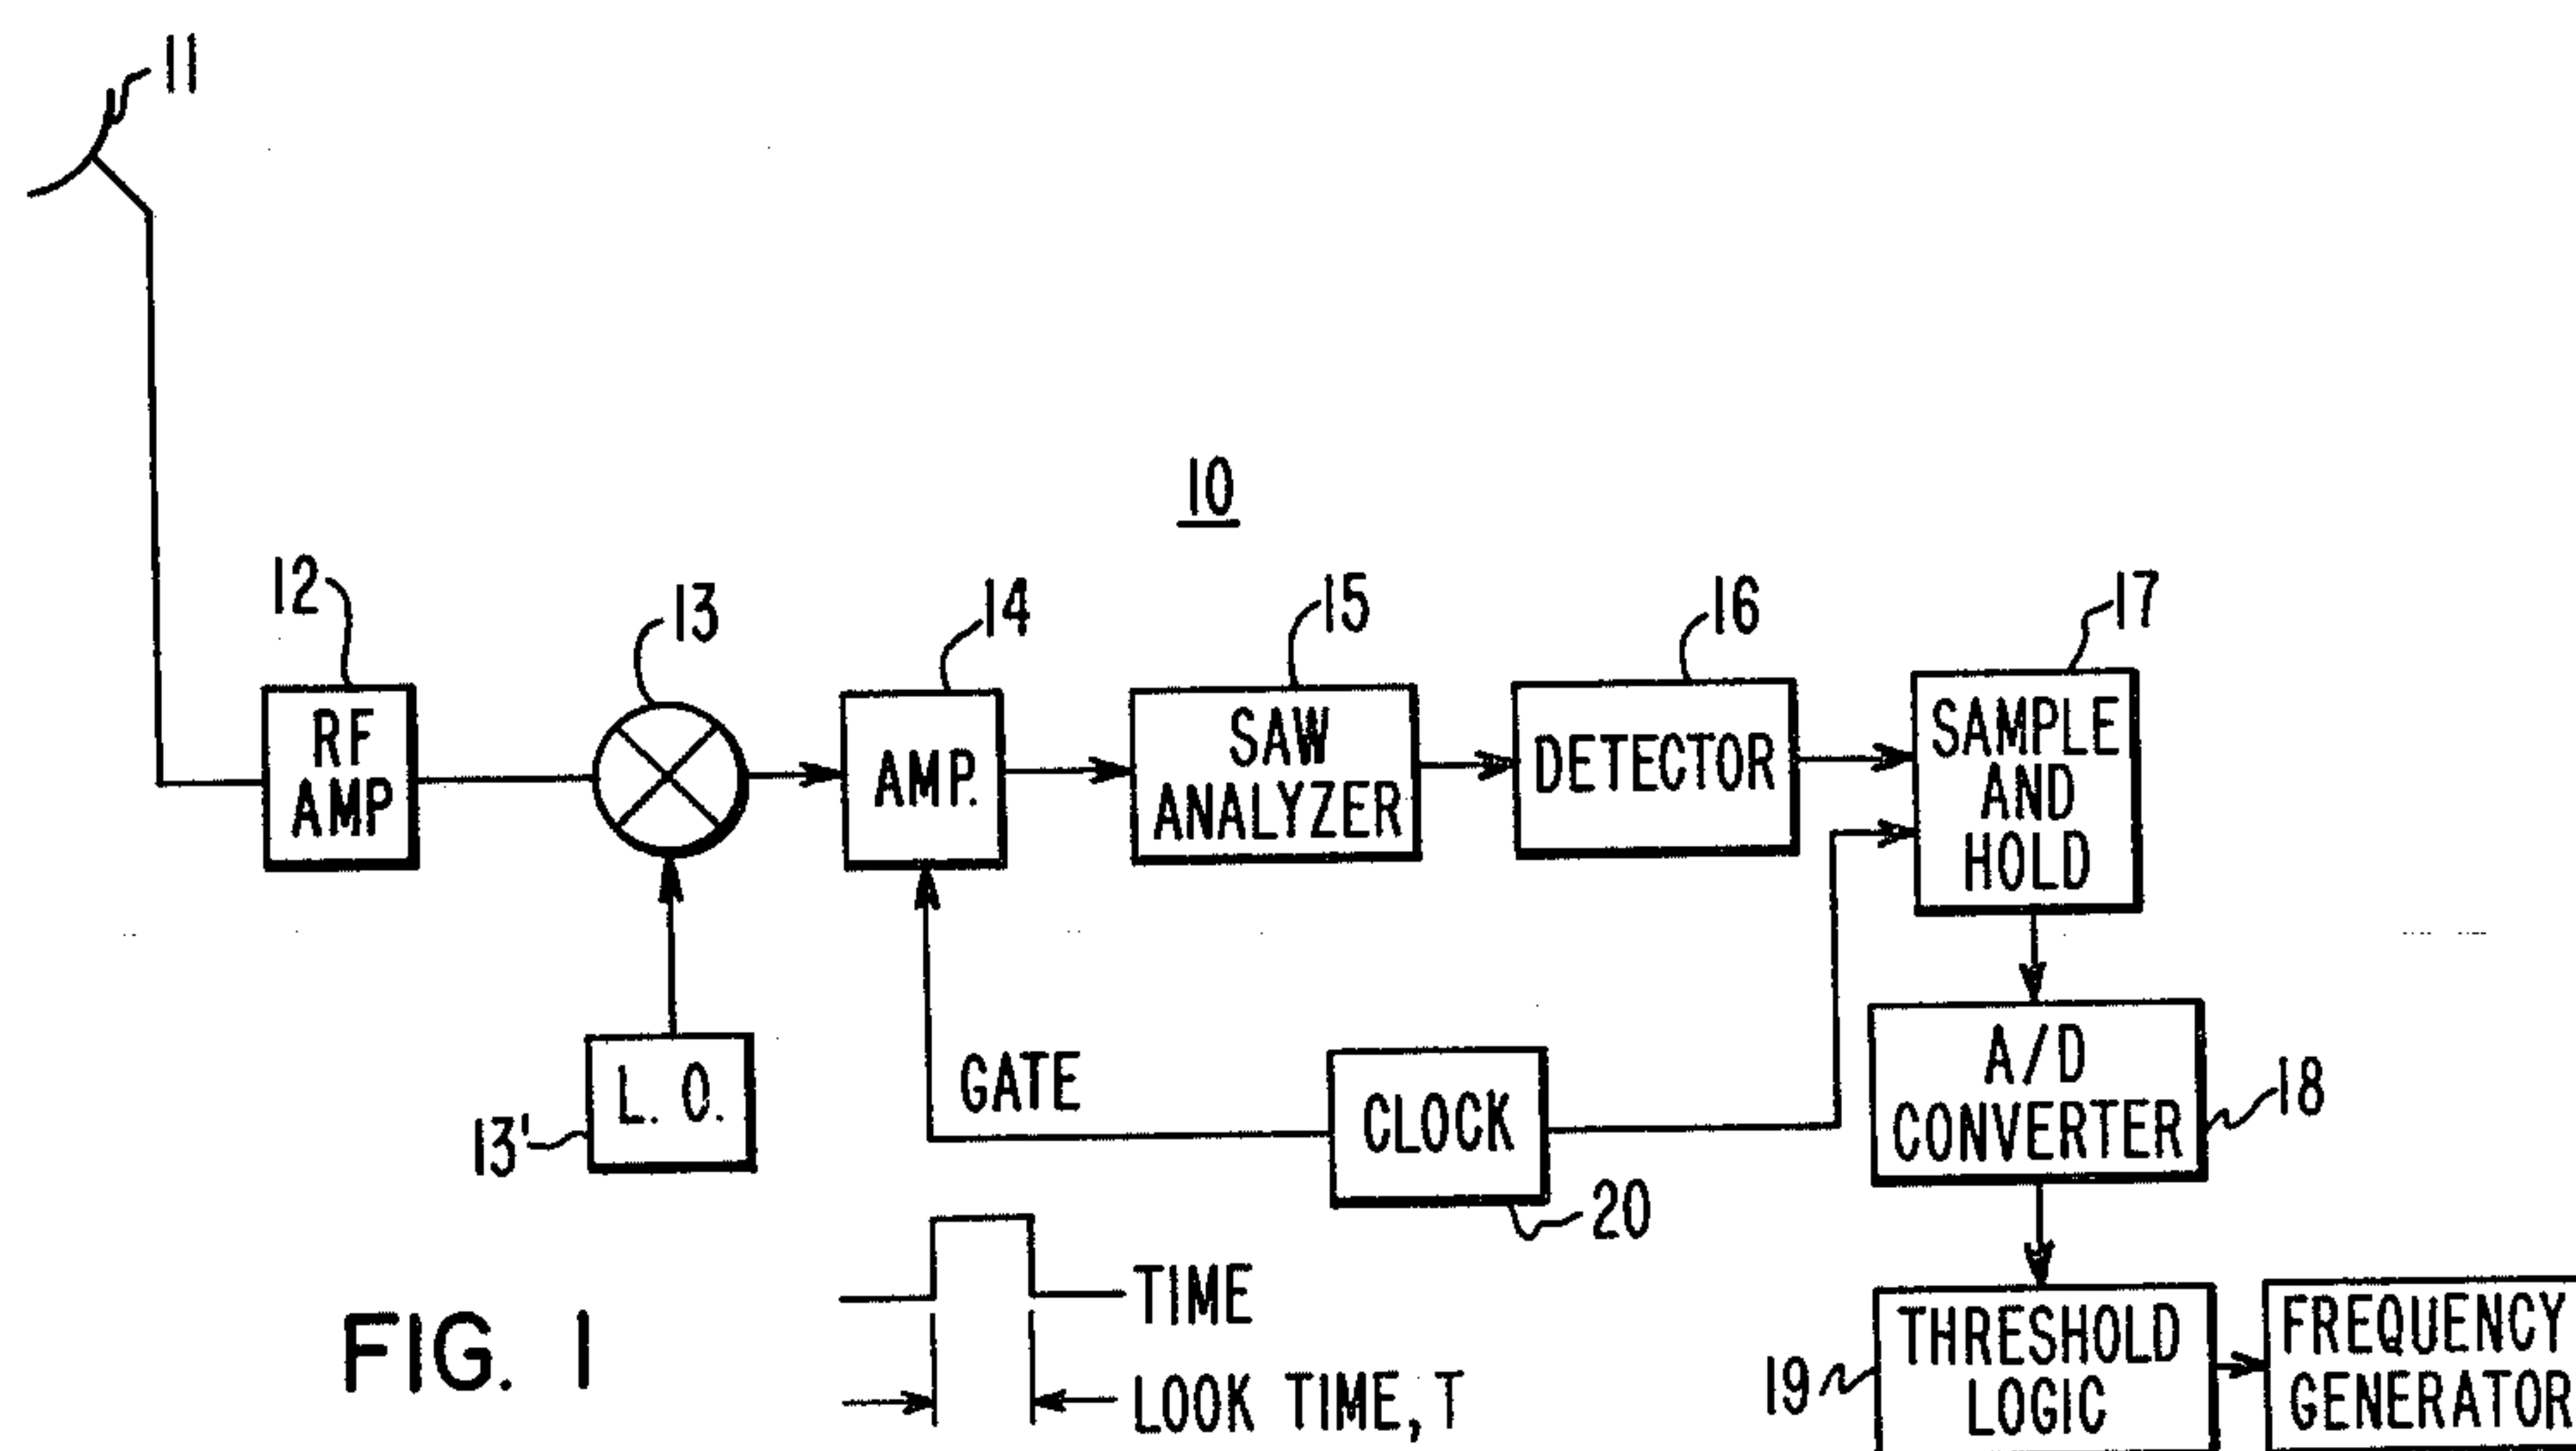 11
10
12
13
14
15
16
17
RF
AMP
AMP.
SAW
ANALYZER
DETECTOR
SAMPLE
AND
HOLD
L. O.
13'
GATE
CLOCK
20
A/D
CONVERTER
18
TIME
LOOK TIME, T
FIG. 1
19
THRESHOLD
LOGIC
FREQUENCY
GENERATOR